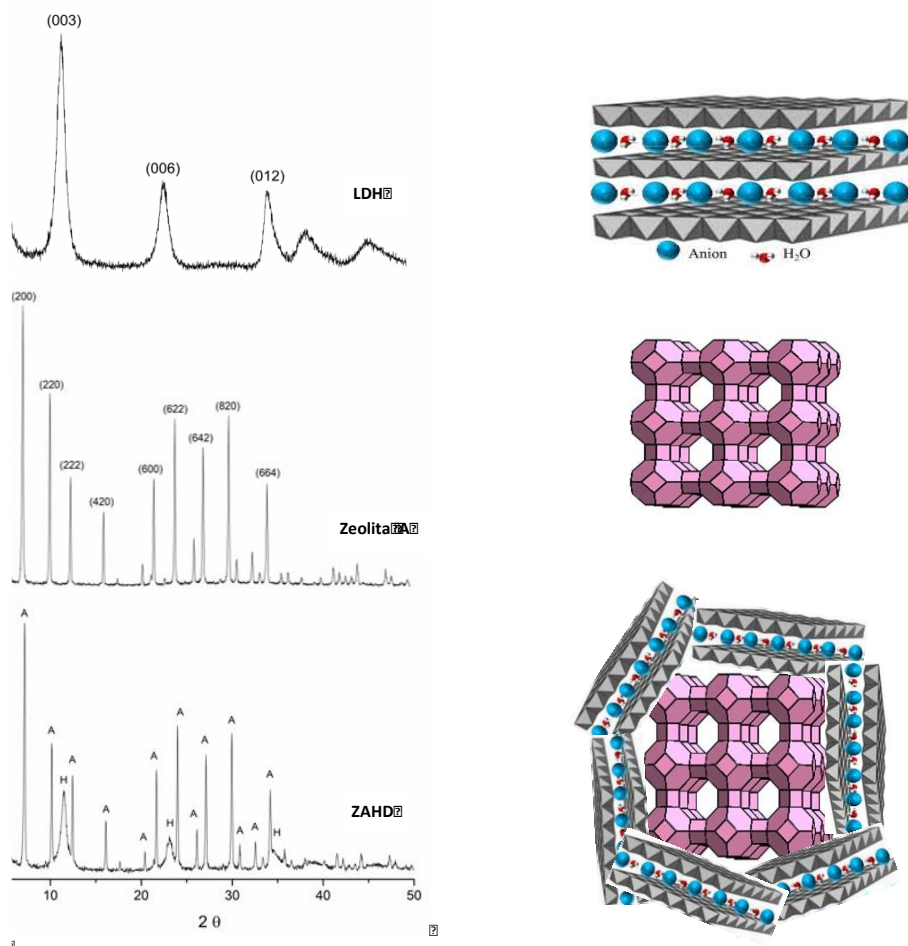 (003)
(006)
(012)
LDH
Anion
H₂O
(200)
(220)
(222)
(420)
(600)
(622)
(642)
(820)
(664)
Zeolita A
A
A
H
A
A
A
A
H
A
A
A
A
A
A
A
H
ZAHD
10 20 30 40 50
2 θ